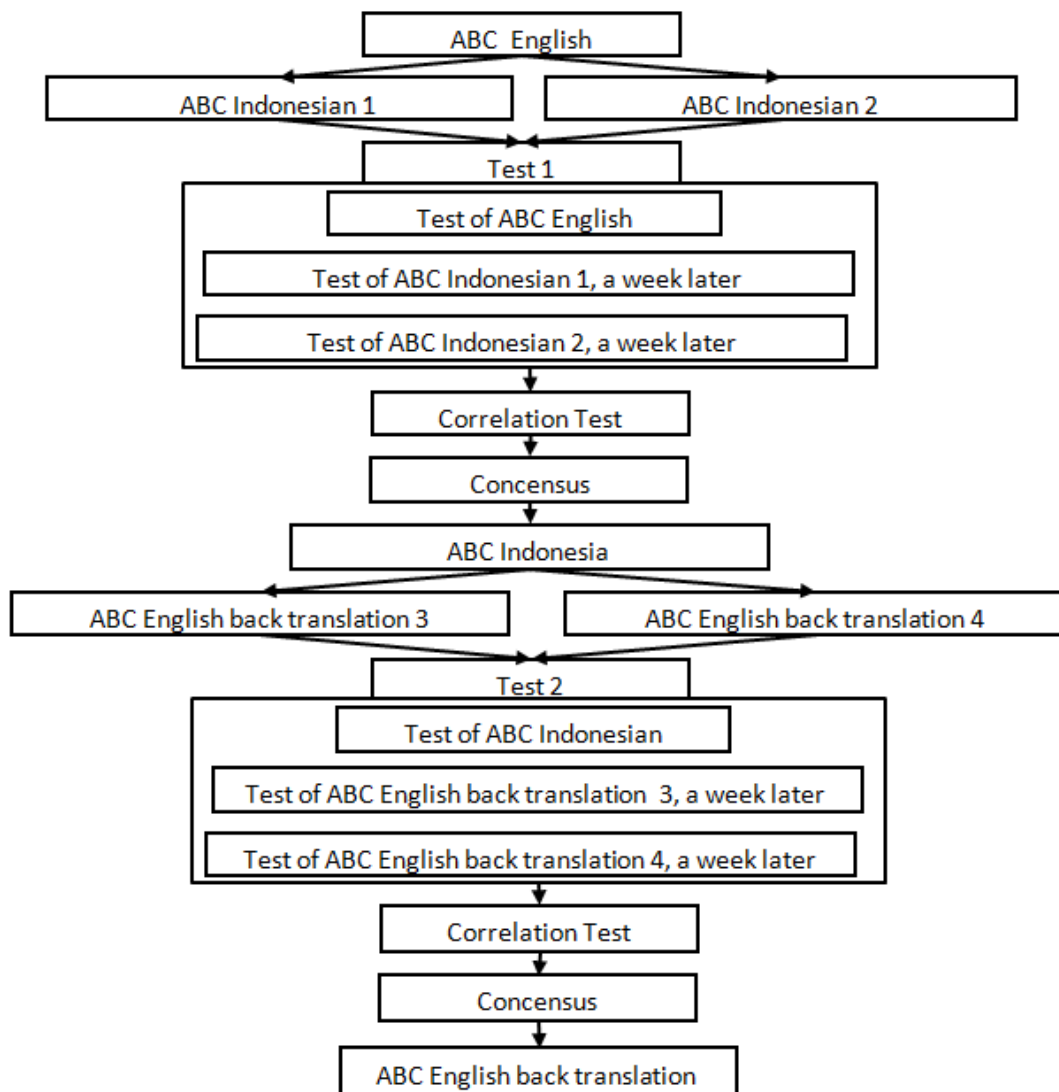 ABC  English
ABC Indonesian 1
ABC Indonesian 2
Test 1
Test of ABC English
Test of ABC Indonesian 1, a week later
Test of ABC Indonesian 2, a week later
Correlation Test
Concensus
ABC Indonesia
ABC English back translation 3
ABC English back translation 4
Test 2
Test of ABC Indonesian
Test of ABC English back translation  3, a week later
Test of ABC English back translation 4, a week later
Correlation Test
Concensus
ABC English back translation